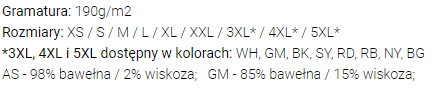 Gramatura: 190g/m2
Rozmiary: XS / S / M / L / XL / XXL / 3XL* / 4XL* / 5XL*
*3XL, 4XL i 5XL dostępny w kolorach: WH, GM, BK, SY, RD, RB, NY, BG
AS - 98% bawełna / 2% wiskoza; GM - 85% bawełna / 15% wiskoza;